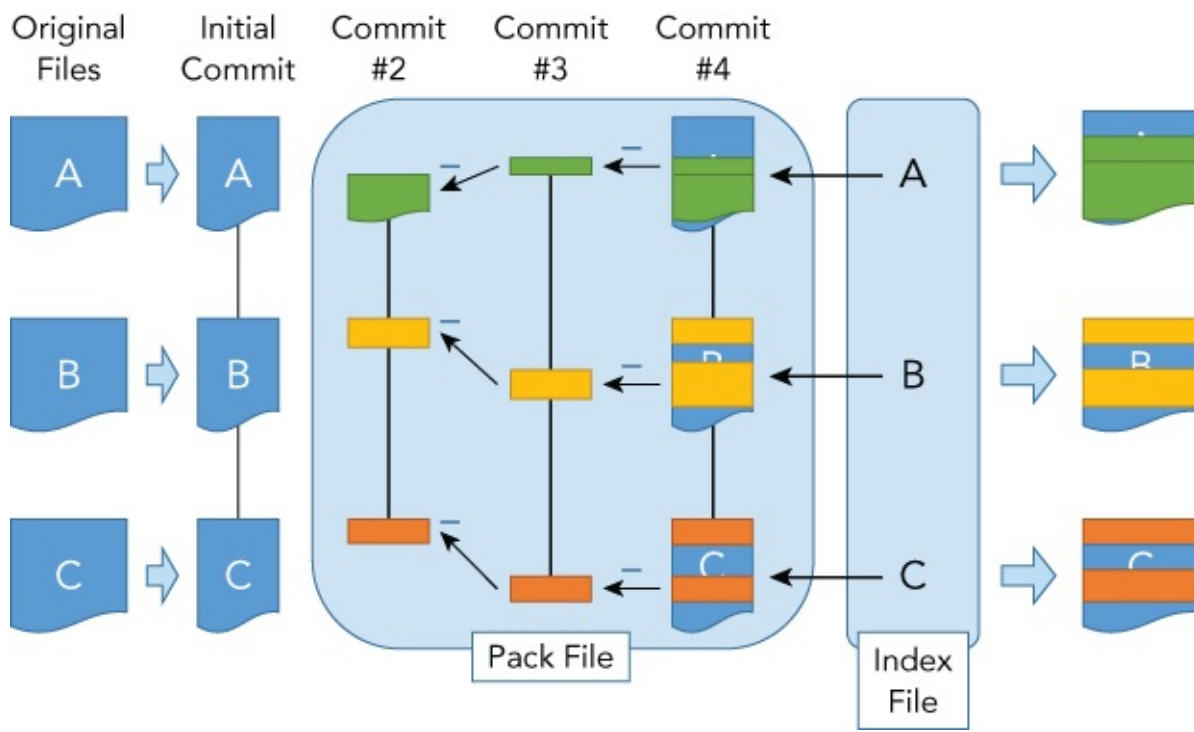 Original
Files
Initial
Commit
Commit
#2
Commit
#3
Commit
#4
A
A
A
B
B
B
B
B
C
C
C
C
C
Pack File
Index
File